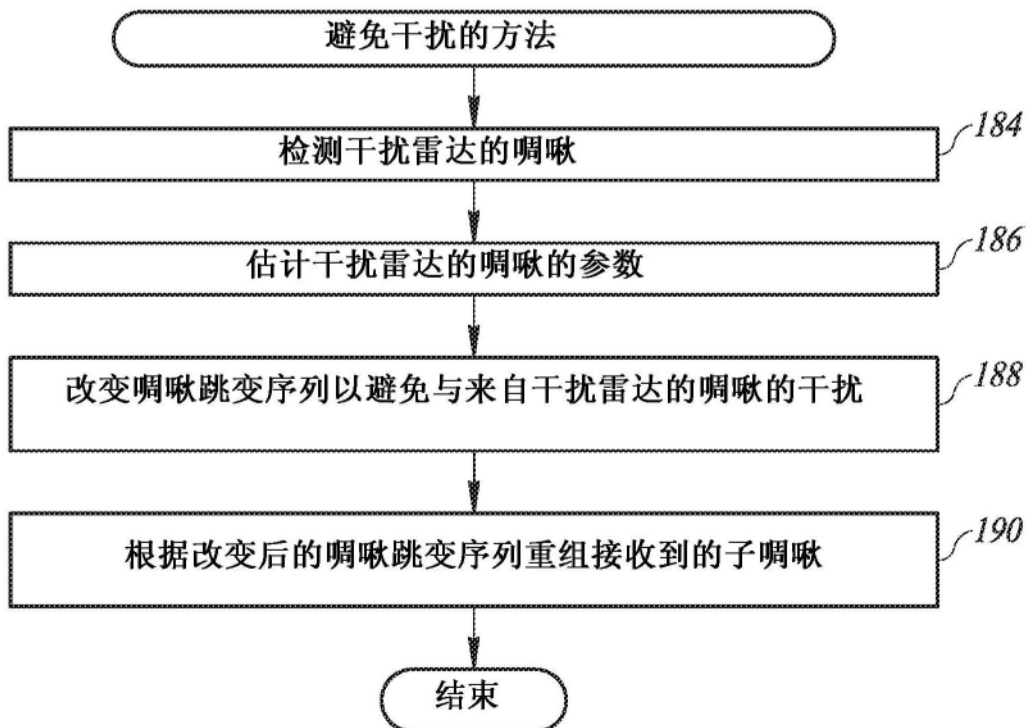 避免干扰的方法
检测干扰雷达的啁啾
184
估计干扰雷达的啁啾的参数
186
改变啁啾跳变序列以避免与来自干扰雷达的啁啾的干扰
188
根据改变后的啁啾跳变序列重组接收到的子啁啾
190
结束